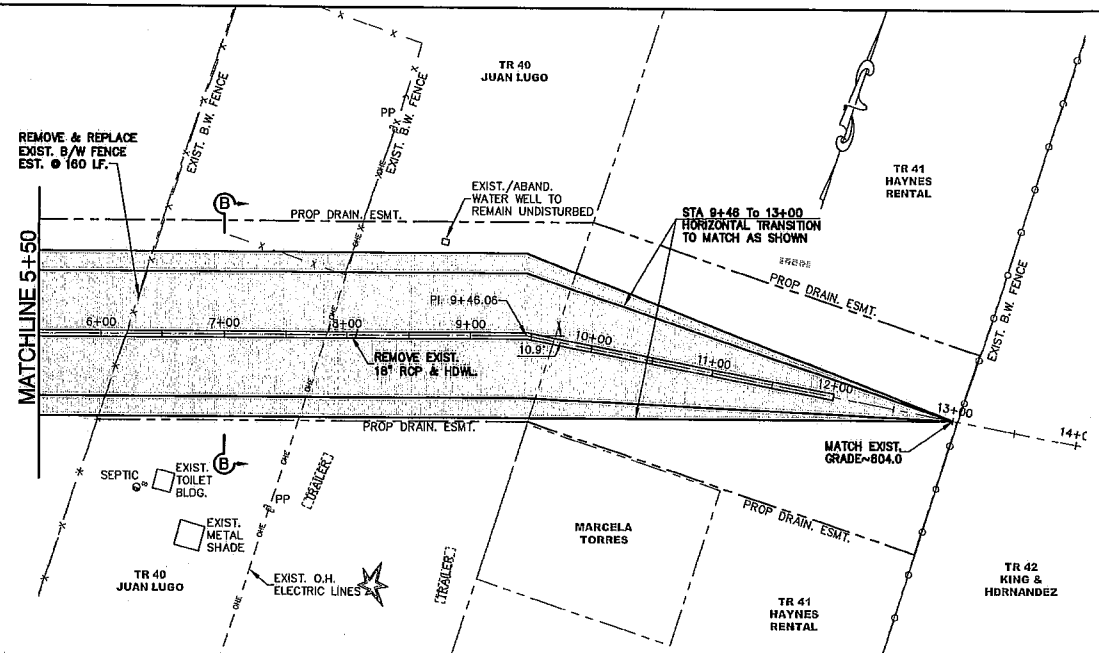 TR 40
JUAN LUGO
PP
EXIST. B.W. FENCE
EXIST. B.W. FENCE
REMOVE & REPLACE
EXIST. B/W FENCE
EST. @ 160 LF.
TR 41
HAYNES
RENTAL
B
EXIST./ABAND.
WATER WELL TO
REMAIN UNDISTURBED
PROP DRAIN. ESMT.
STA 9+46 To 13+00
HORIZONTAL TRANSITION
TO MATCH AS SHOWN
OHE
PROP DRAIN. ESMT.
EXIST. B.W. FENCE
MATCHLINE 5+50
PI. 9+46.06
6+00
7+00
8+00
9+00
10+00
11+00
12+00
13+00
10.9'
REMOVE EXIST.
18" RCP & HDWL.
OHE
14+0
MATCH EXIST.
GRADE~804.0
PROP DRAIN. ESMT.
B
SEPTIC
S
EXIST.
TOILET
BLDG.
TRAILER
OHE
PP
EXIST.
METAL
SHADE
OHE
MARCELA
TORRES
PROP DRAIN. ESMT.
TR 40
JUAN LUGO
EXIST. O.H.
ELECTRIC LINES
TRAILER
OHE
TR 41
HAYNES
RENTAL
TR 42
KING &
HDRNANDEZ